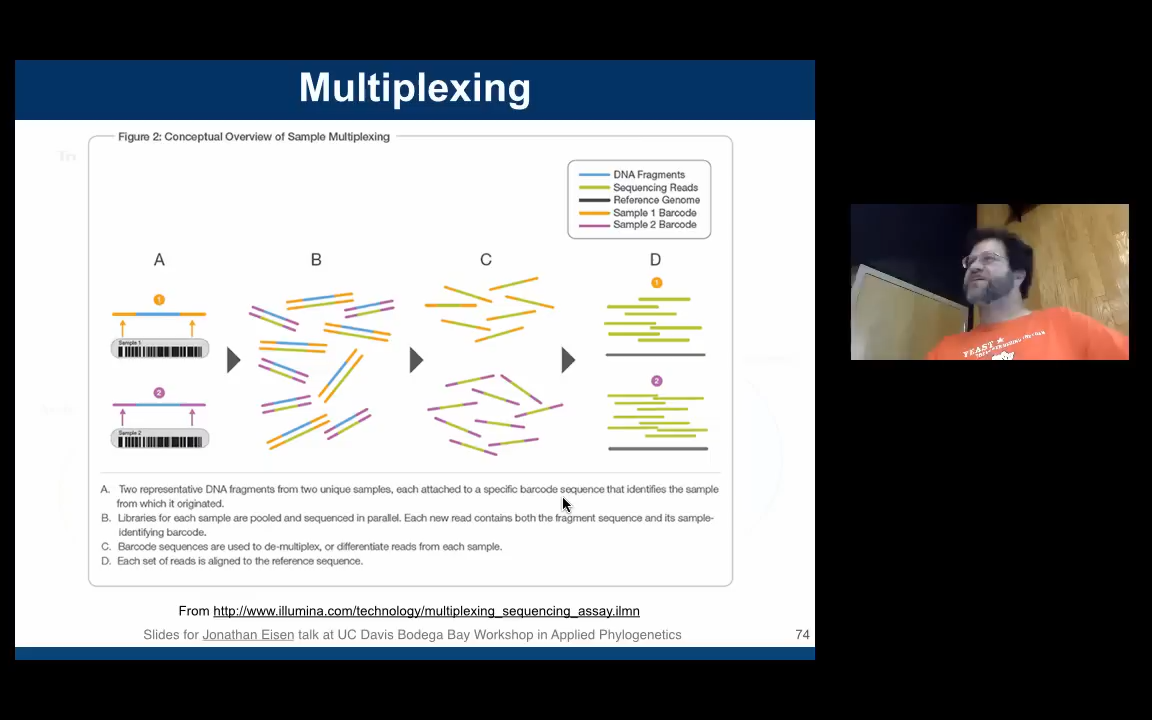 Multiplexing
Figure 2: Conceptual Overview of Sample Multiplexing
DNA Fragments
Sequencing Reads
Reference Genome
Sample 1 Barcode
Sample 2 Barcode
A B C D
1
Sample 1
2
Sample 2
1
2
A. Two representative DNA fragments from two unique samples, each attached to a specific barcode sequence that identifies the sample
from which it originated.
B. Libraries for each sample are pooled and sequenced in parallel. Each new read contains both the fragment sequence and its sample-
identifying barcode.
C. Barcode sequences are used to de-multiplex, or differentiate reads from each sample.
D. Each set of reads is aligned to the reference sequence.
From http://www.illumina.com/technology/multiplexing_sequencing_assay.ilmn
Slides for Jonathan Eisen talk at UC Davis Bodega Bay Workshop in Applied Phylogenetics
74
YEAST